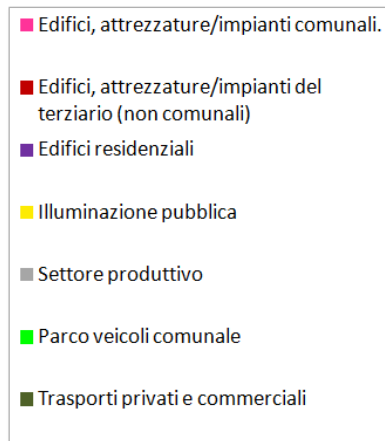 Edifici, attrezzature/impianti comunali.
Edifici, attrezzature/impianti del
terziario (non comunali)
Edifici residenziali
Illuminazione pubblica
Settore produttivo
Parco veicoli comunale
Trasporti privati e commerciali